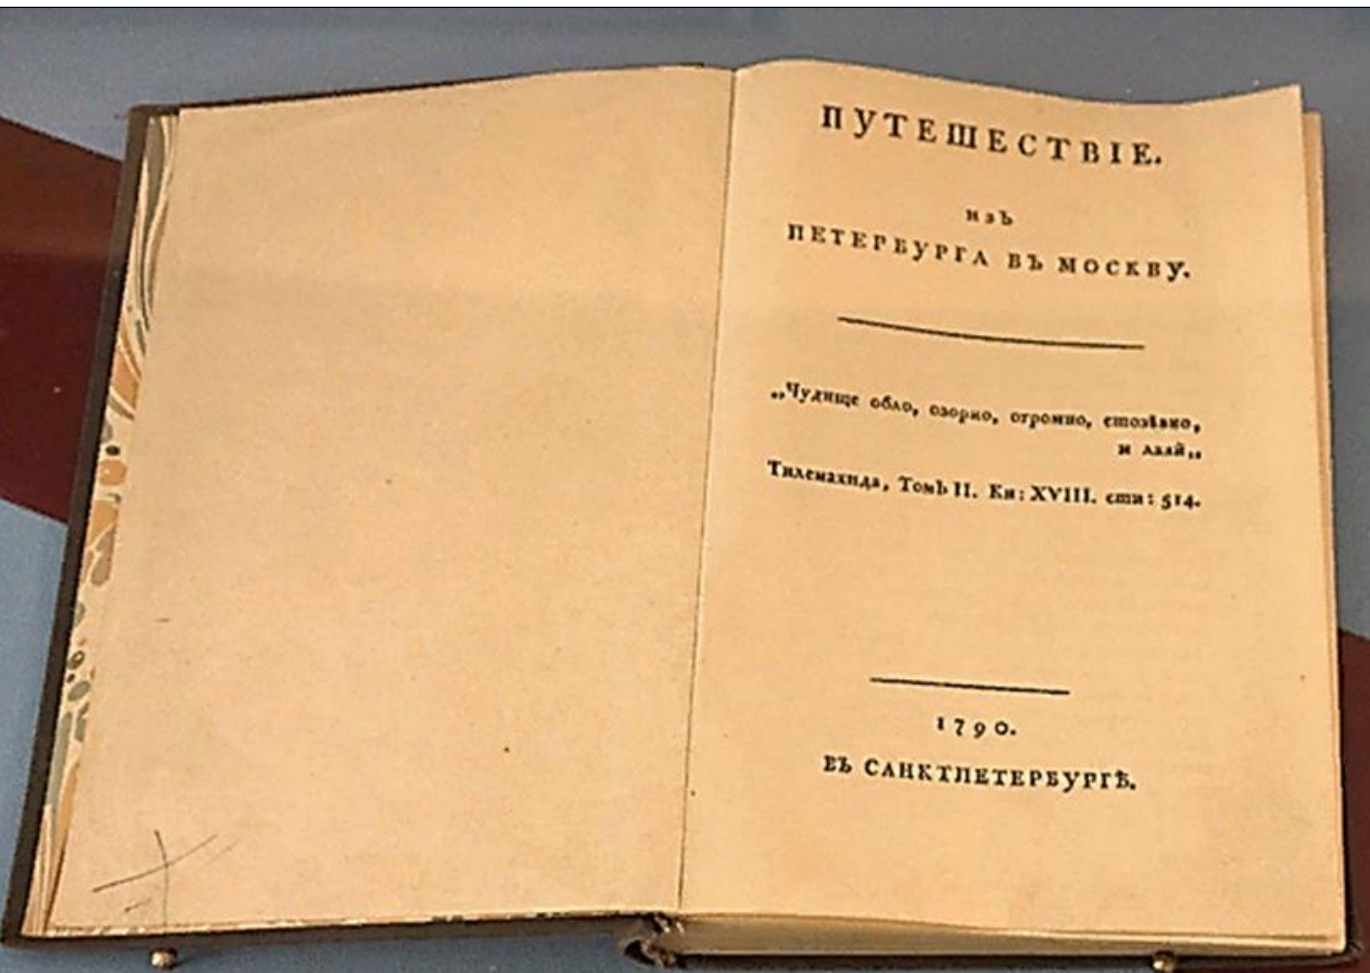 ПУТЕШЕСТВІЕ.
изЪ
ПЕТЕРБУРГА ВЪ МОСКВУ.
„Чудище обло, озорно, огромно, стозѣвно,
и лаяй„
Тилемахида, ТомЪ II. Кн: XVIII. сти: 514.
1790.
ВЪ САНКТПЕТЕРБУРГѢ.